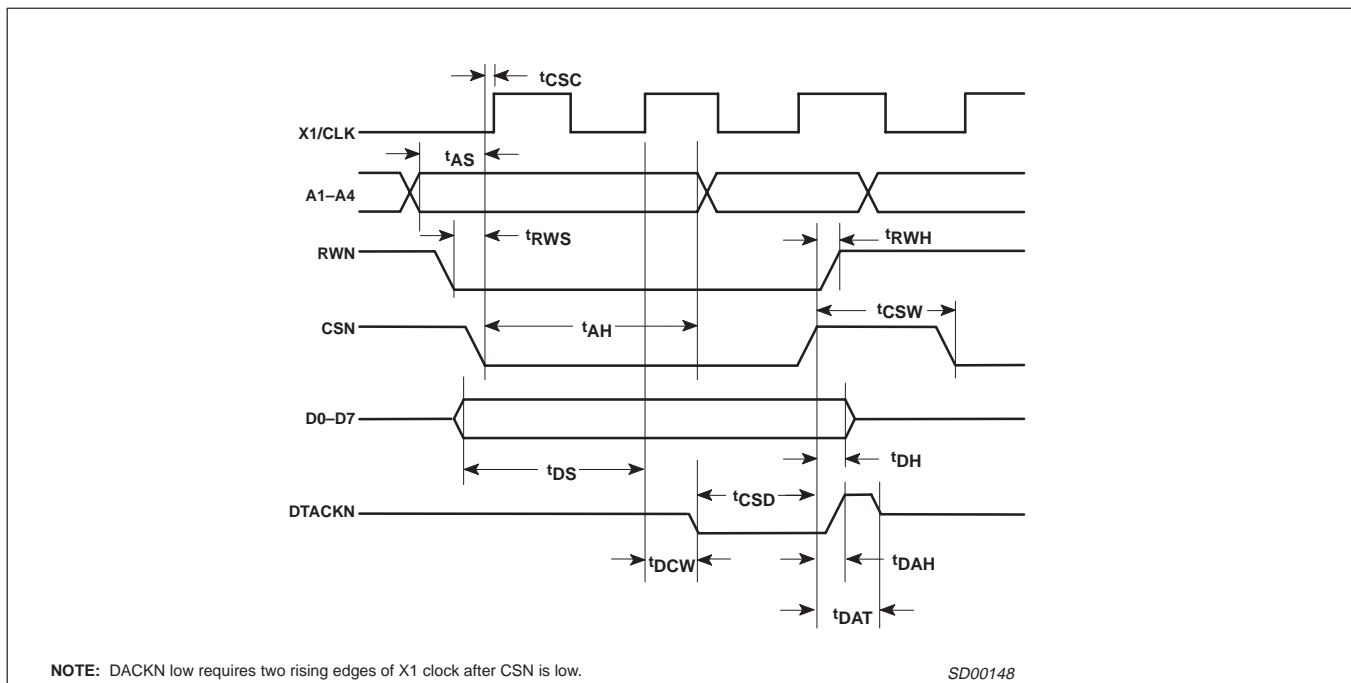 tCSC
X1/CLK
tAS
A1–A4
tRWS
tRWH
RWN
tCSW
CSN
tAH
D0–D7
tDS
tDH
tCSD
DTACKN
tDCW
tDAH
tDAT
NOTE: DACKN low requires two rising edges of X1 clock after CSN is low.
SD00148